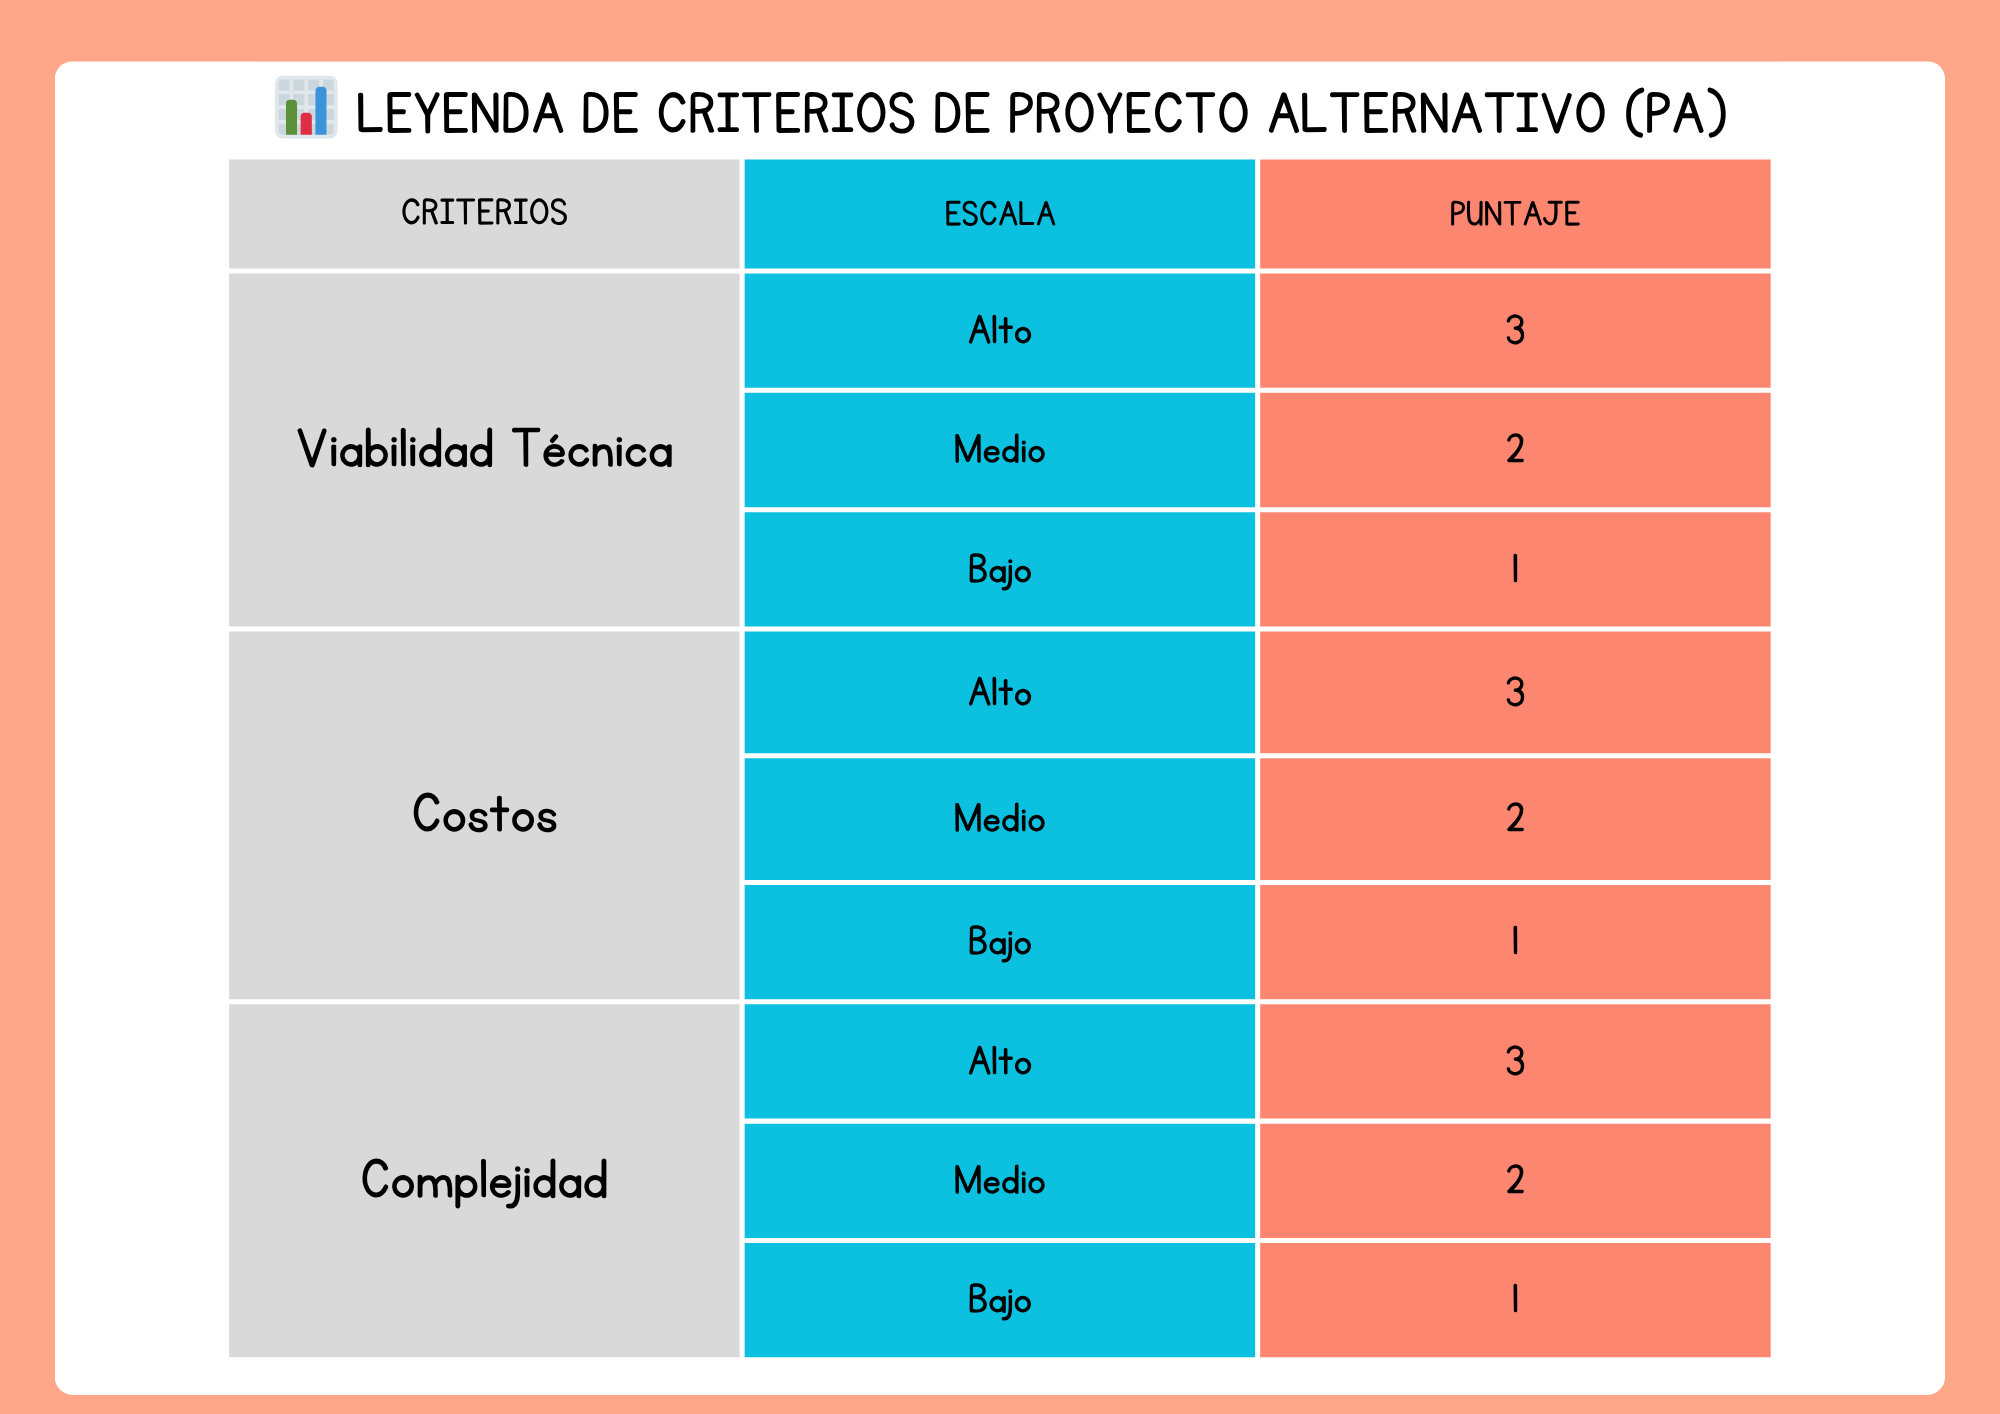 LEYENDA DE CRITERIOS DE PROYECTO ALTERNATIVO (PA)
CRITERIOS ESCALA PUNTAJE
Viabilidad Técnica
Alto 3
Medio 2
Bajo 1
Costos
Alto 3
Medio 2
Bajo 1
Complejidad
Alto 3
Medio 2
Bajo 1